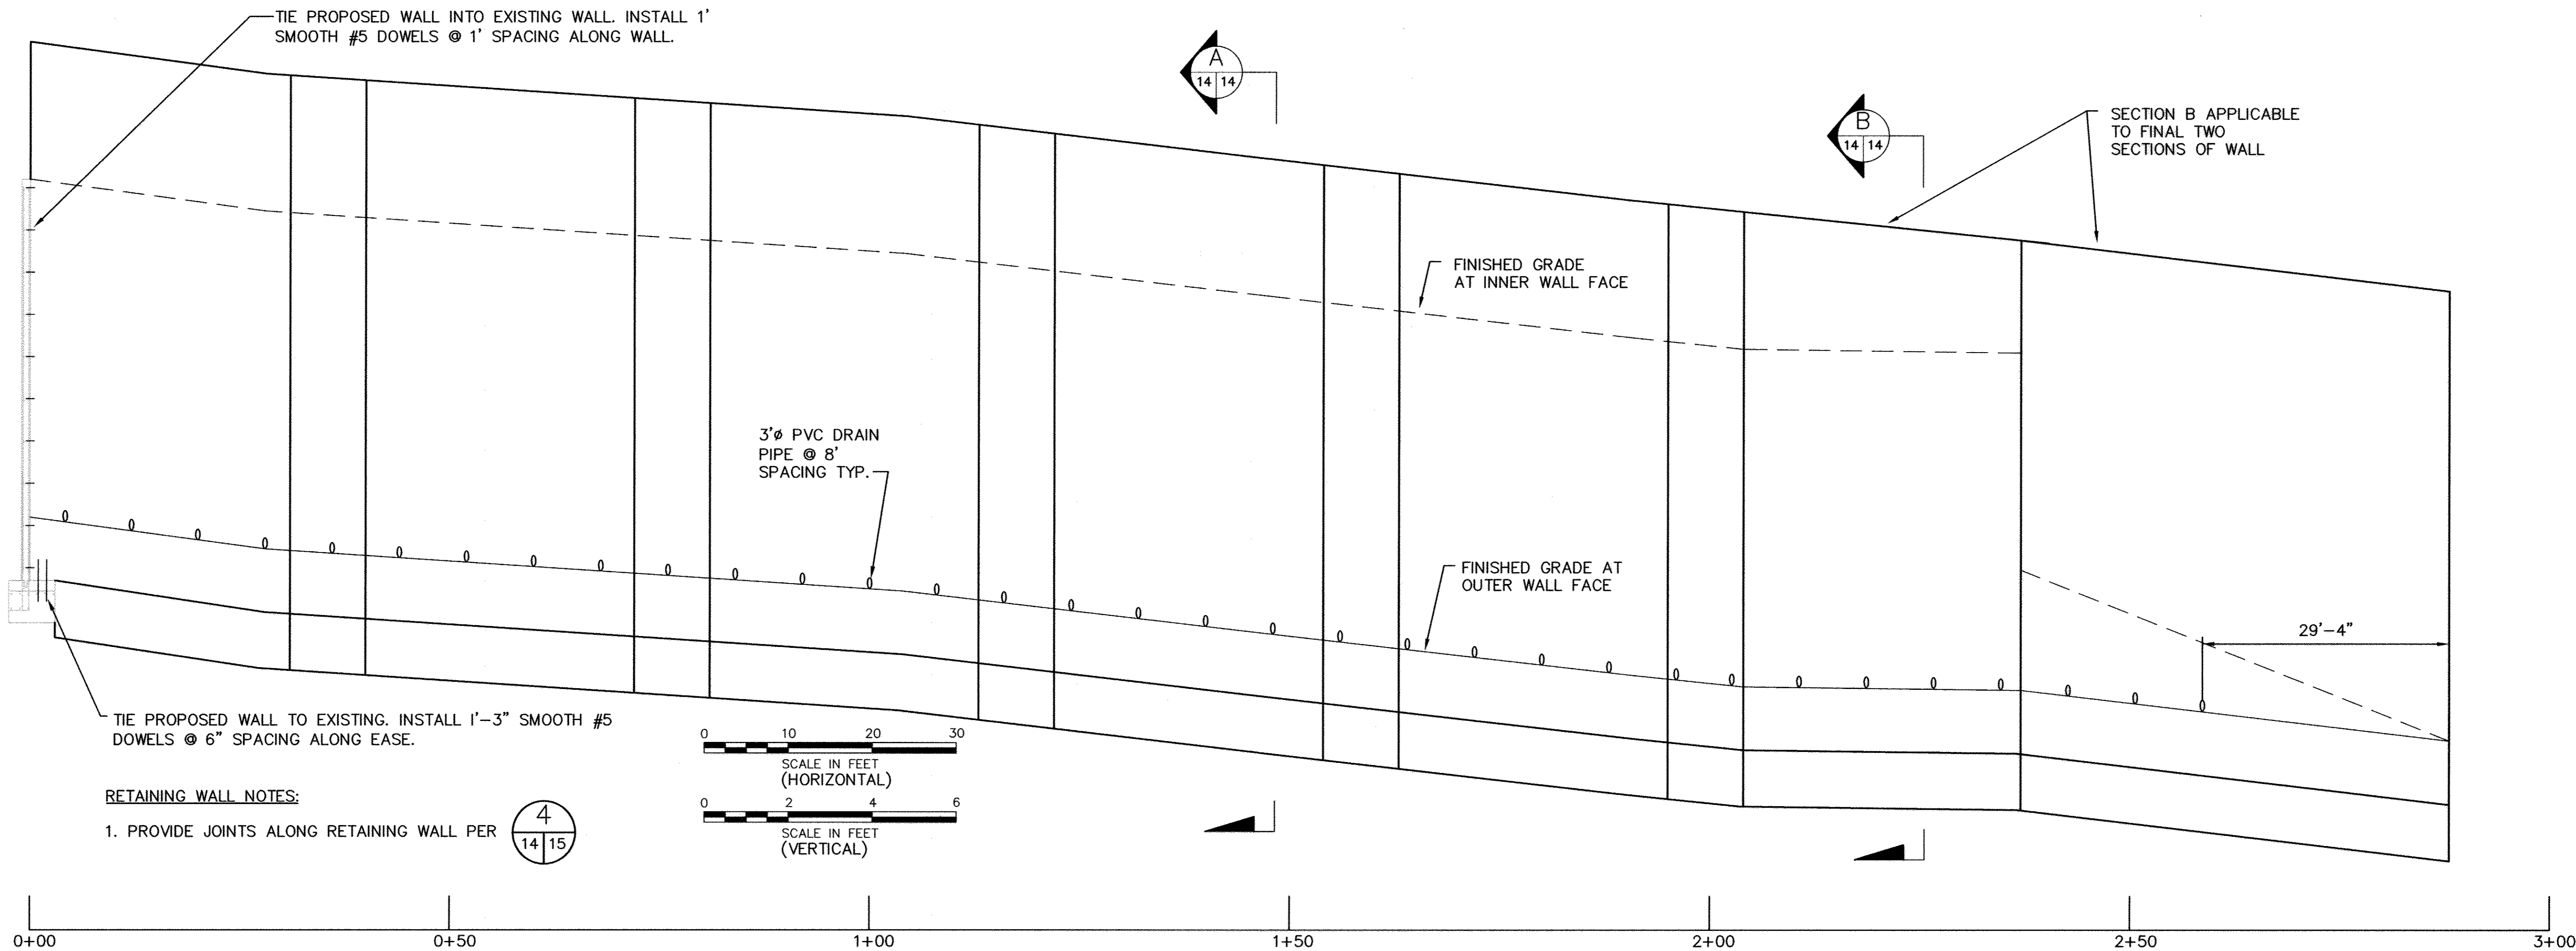 TIE PROPOSED WALL INTO EXISTING WALL. INSTALL 1'
SMOOTH #5 DOWELS @ 1' SPACING ALONG WALL.
A
14 14
B
14 14
SECTION B APPLICABLE
TO FINAL TWO
SECTIONS OF WALL
FINISHED GRADE
AT INNER WALL FACE
3'ø PVC DRAIN
PIPE @ 8'
SPACING TYP.
FINISHED GRADE AT
OUTER WALL FACE
29'-4"
TIE PROPOSED WALL TO EXISTING. INSTALL I'-3" SMOOTH #5
DOWELS @ 6" SPACING ALONG EASE.
0 10 20 30
SCALE IN FEET
(HORIZONTAL)
0 2 4 6
SCALE IN FEET
(VERTICAL)
RETAINING WALL NOTES:
1. PROVIDE JOINTS ALONG RETAINING WALL PER
4
14 15
0+00 0+50 1+00 1+50 2+00 2+50 3+00